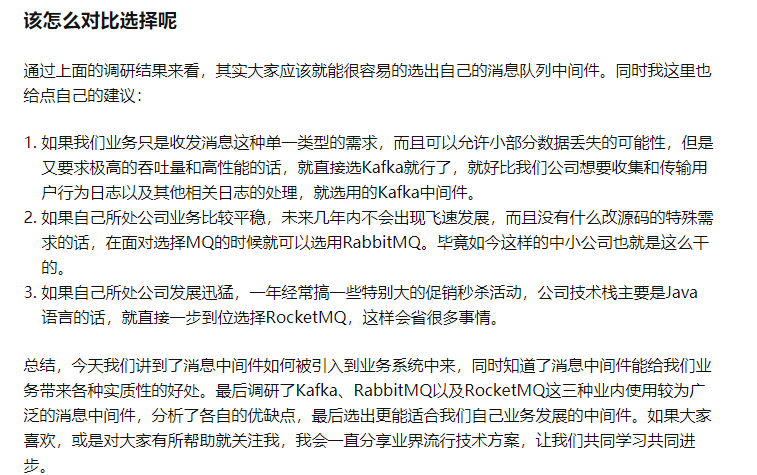 该怎么对比选择呢
通过上面的调研结果来看，其实大家应该就能很容易的选出自己的消息队列中间件。同时我这里也
给点自己的建议：
1. 如果我们业务只是收发消息这种单一类型的需求，而且可以允许小部分数据丢失的可能性，但是
又要求极高的吞吐量和高性能的话，就直接选Kafka就行了，就好比我们公司想要收集和传输用
户行为日志以及其他相关日志的处理，就选用的Kafka中间件。
2. 如果自己所处公司业务比较平稳，未来几年内不会出现飞速发展，而且没有什么改源码的特殊需
求的话，在面对选择MQ的时候就可以选用RabbitMQ。毕竟如今这样的中小公司也就是这么干
的。
3. 如果自己所处公司发展迅猛，一年经常搞一些特别大的促销秒杀活动，公司技术栈主要是Java
语言的话，就直接一步到位选择RocketMQ，这样会省很多事情。
总结，今天我们讲到了消息中间件如何被引入到业务系统中来，同时知道了消息中间件能给我们业
务带来各种实质性的好处。最后调研了Kafka、RabbitMQ以及RocketMQ这三种业内使用较为广
泛的消息中间件，分析了各自的优缺点，最后选出更能适合我们自己业务发展的中间件。如果大家
喜欢，或是对大家有所帮助就关注我，我会一直分享业界流行技术方案，让我们共同学习共同进
步。